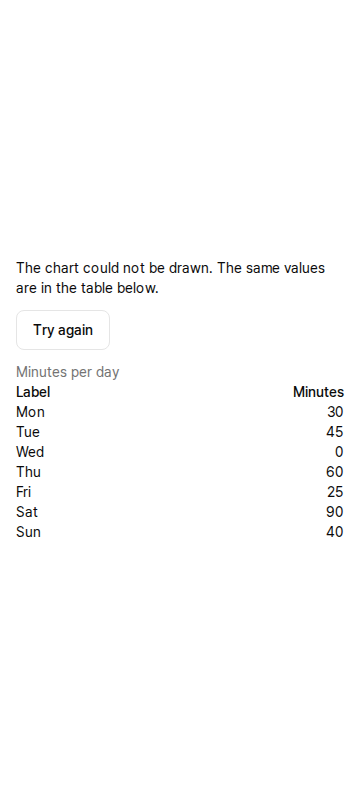 The chart could not be drawn. The same values
are in the table below.
Try again
Minutes per day
Label Minutes
Mon 30
Tue 45
Wed 0
Thu 60
Fri 25
Sat 90
Sun 40